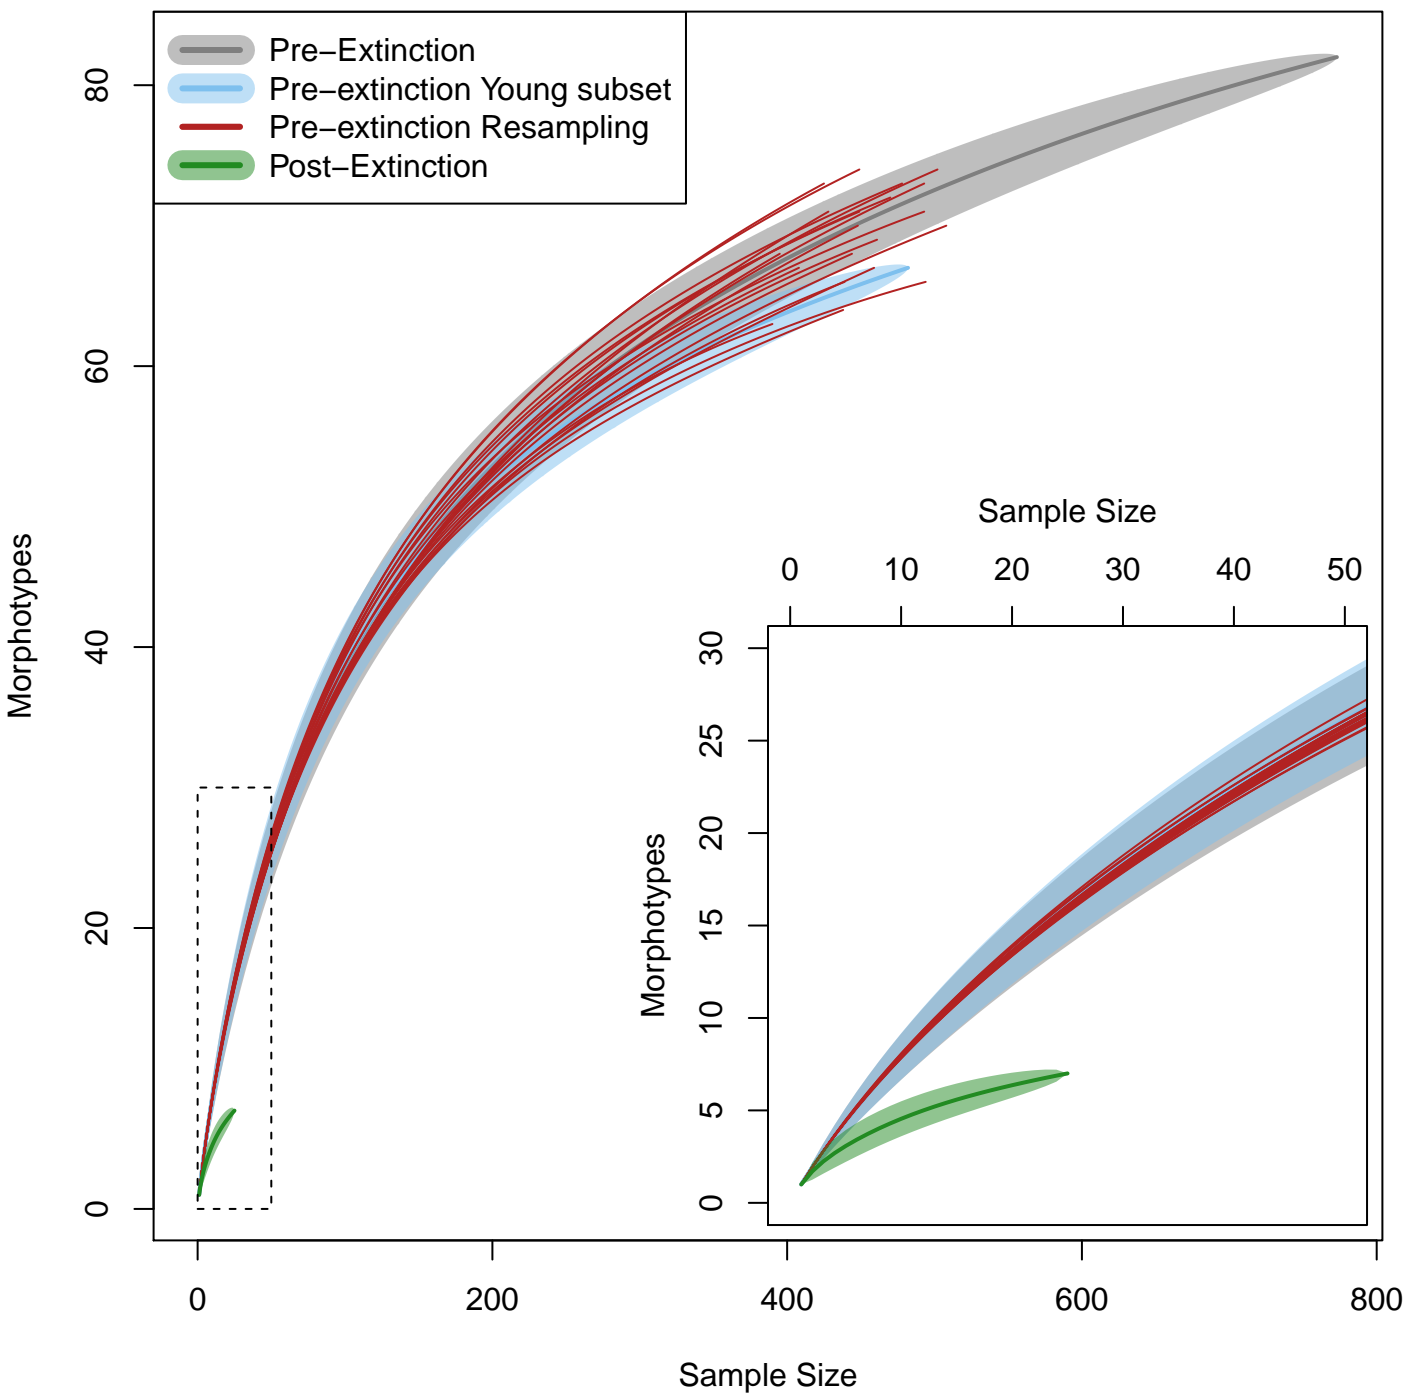 Pre−Extinction
Pre−extinction Young subset
Pre−extinction Resampling
Post−Extinction
80
60
40
20
0
Morphotypes
0 200 400 600 800
Sample Size
Sample Size
0 10 20 30 40 50
30
25
20
15
10
5
0
Morphotypes